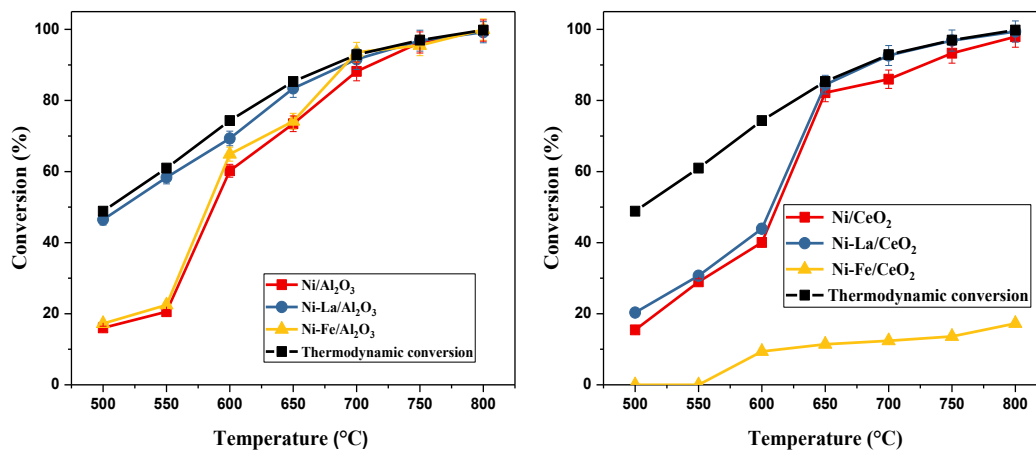 100
80
60
40
20
0
Conversion (%)
Ni/Al₂O₃
Ni-La/Al₂O₃
Ni-Fe/Al₂O₃
Thermodynamic conversion
500 550 600 650 700 750 800
Temperature (°C)
100
80
60
40
20
0
Conversion (%)
Ni/CeO₂
Ni-La/CeO₂
Ni-Fe/CeO₂
Thermodynamic conversion
500 550 600 650 700 750 800
Temperature (°C)